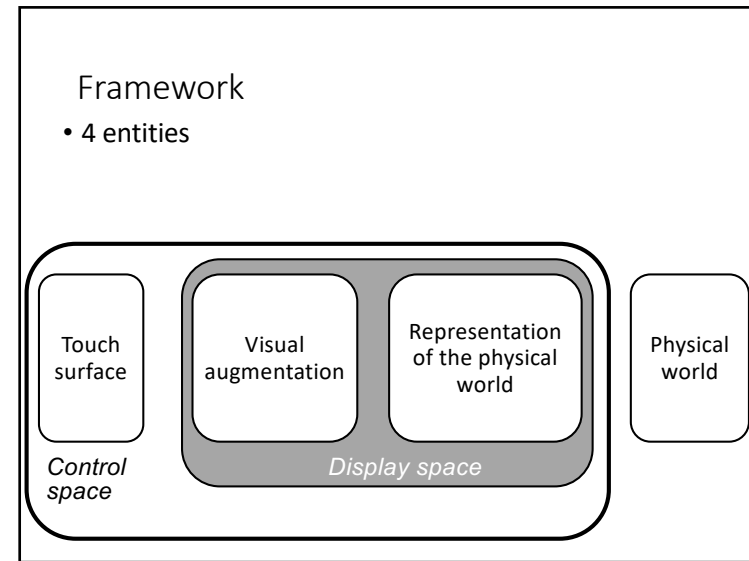 Framework
• 4 entities
Touch
surface
Visual
augmentation
Representation
of the physical
world
Physical
world
Control
space
Display space